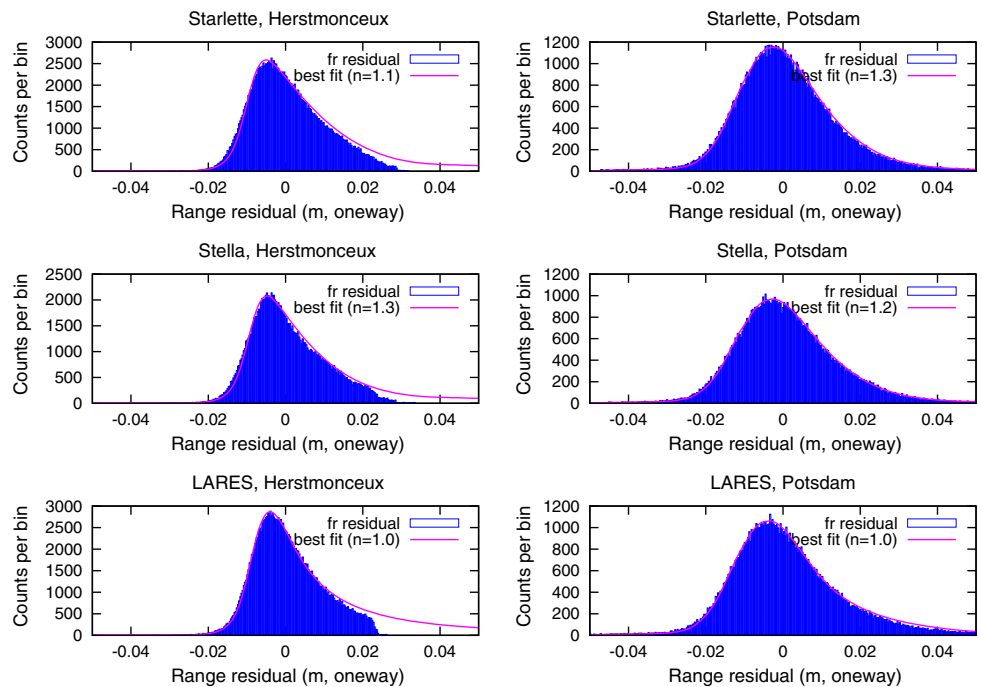 Starlette, Herstmonceux
3000
2500
2000
1500
1000
500
0
Counts per bin
fr residual
best fit (n=1.1)
-0.04 -0.02 0 0.02 0.04
Range residual (m, oneway)
Starlette, Potsdam
1200
1000
800
600
400
200
0
Counts per bin
fr residual
best fit (n=1.3)
-0.04 -0.02 0 0.02 0.04
Range residual (m, oneway)
Stella, Herstmonceux
2500
2000
1500
1000
500
0
Counts per bin
fr residual
best fit (n=1.3)
-0.04 -0.02 0 0.02 0.04
Range residual (m, oneway)
Stella, Potsdam
1200
1000
800
600
400
200
0
Counts per bin
fr residual
best fit (n=1.2)
-0.04 -0.02 0 0.02 0.04
Range residual (m, oneway)
LARES, Herstmonceux
3000
2500
2000
1500
1000
500
0
Counts per bin
fr residual
best fit (n=1.0)
-0.04 -0.02 0 0.02 0.04
Range residual (m, oneway)
LARES, Potsdam
1200
1000
800
600
400
200
0
Counts per bin
fr residual
best fit (n=1.0)
-0.04 -0.02 0 0.02 0.04
Range residual (m, oneway)